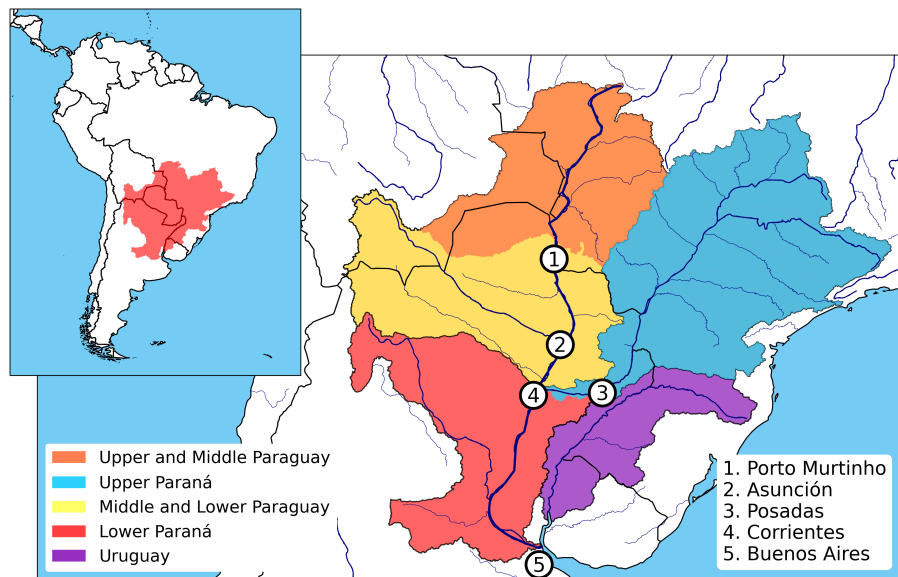 1
2
3
4
5
Upper and Middle Paraguay
Upper Paraná
Middle and Lower Paraguay
Lower Paraná
Uruguay
1. Porto Murtinho
2. Asunción
3. Posadas
4. Corrientes
5. Buenos Aires